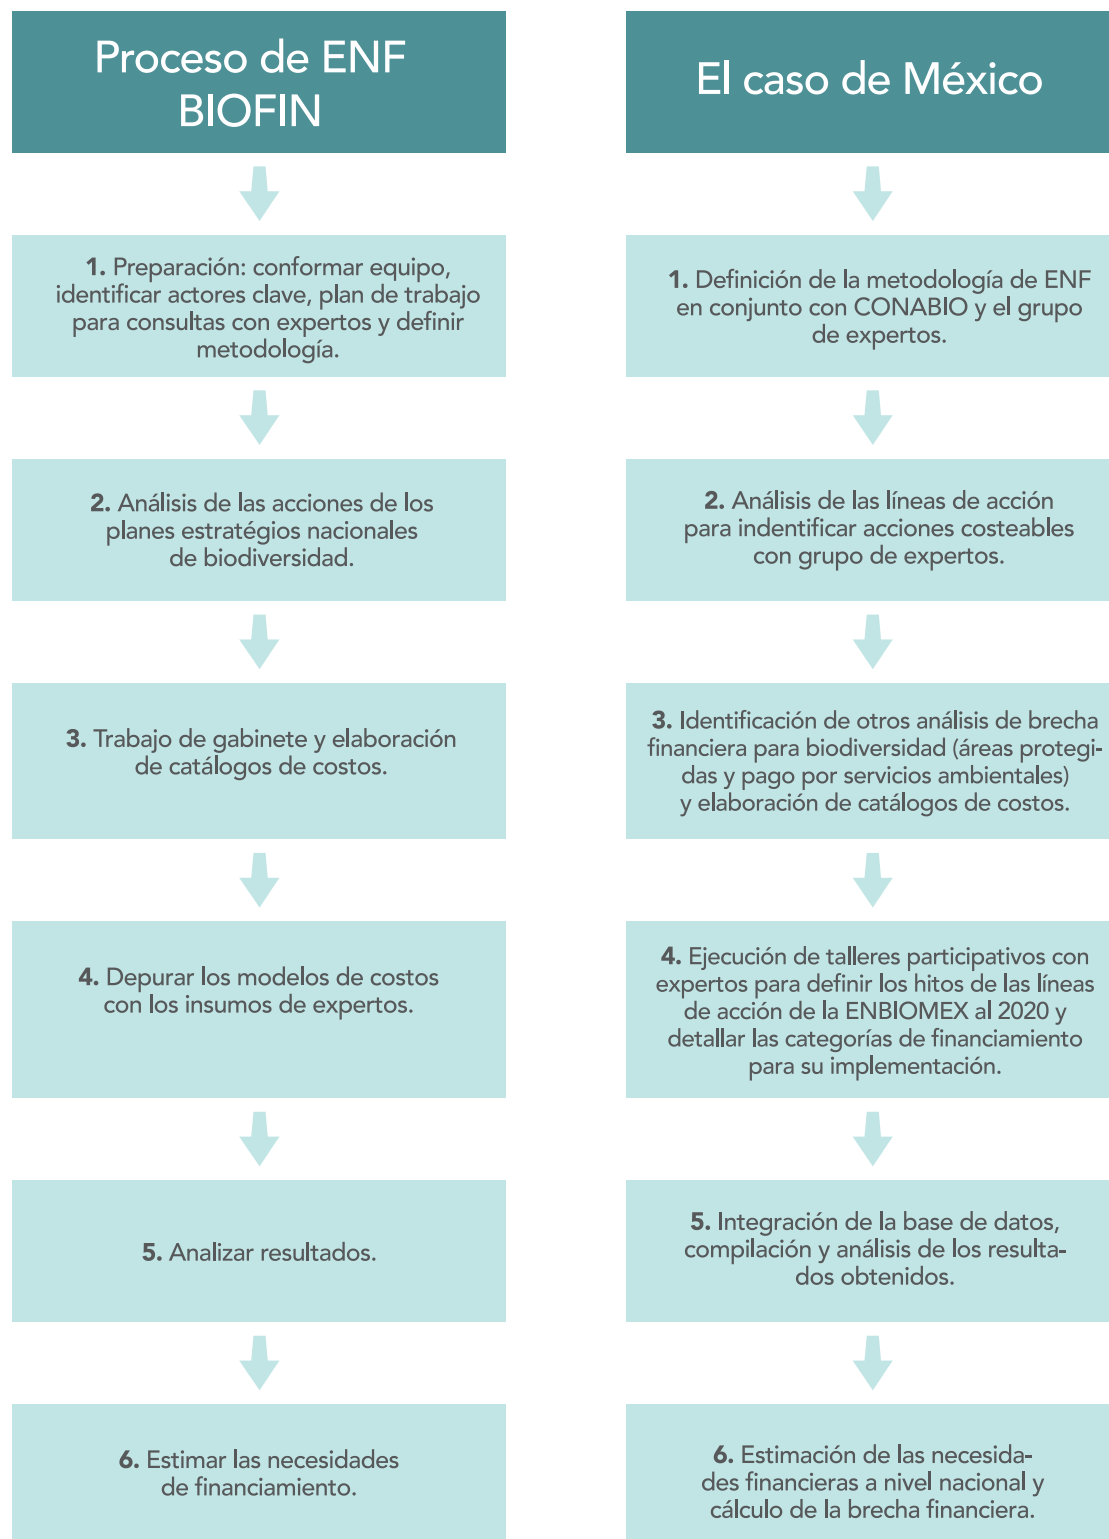 Proceso de ENF
BIOFIN
1. Preparación: conformar equipo,
identificar actores clave, plan de trabajo
para consultas con expertos y definir
metodología.
2. Análisis de las acciones de los
planes estratégios nacionales
de biodiversidad.
3. Trabajo de gabinete y elaboración
de catálogos de costos.
4. Depurar los modelos de costos
con los insumos de expertos.
5. Analizar resultados.
6. Estimar las necesidades
de financiamiento.
El caso de México
1. Definición de la metodología de ENF
en conjunto con CONABIO y el grupo
de expertos.
2. Análisis de las líneas de acción
para indentificar acciones costeables
con grupo de expertos.
3. Identificación de otros análisis de brecha
financiera para biodiversidad (áreas protegi-
das y pago por servicios ambientales)
y elaboración de catálogos de costos.
4. Ejecución de talleres participativos con
expertos para definir los hitos de las líneas
de acción de la ENBIOMEX al 2020 y
detallar las categorías de financiamiento
para su implementación.
5. Integración de la base de datos,
compilación y análisis de los resulta-
dos obtenidos.
6. Estimación de las necesida-
des financieras a nivel nacional y
cálculo de la brecha financiera.